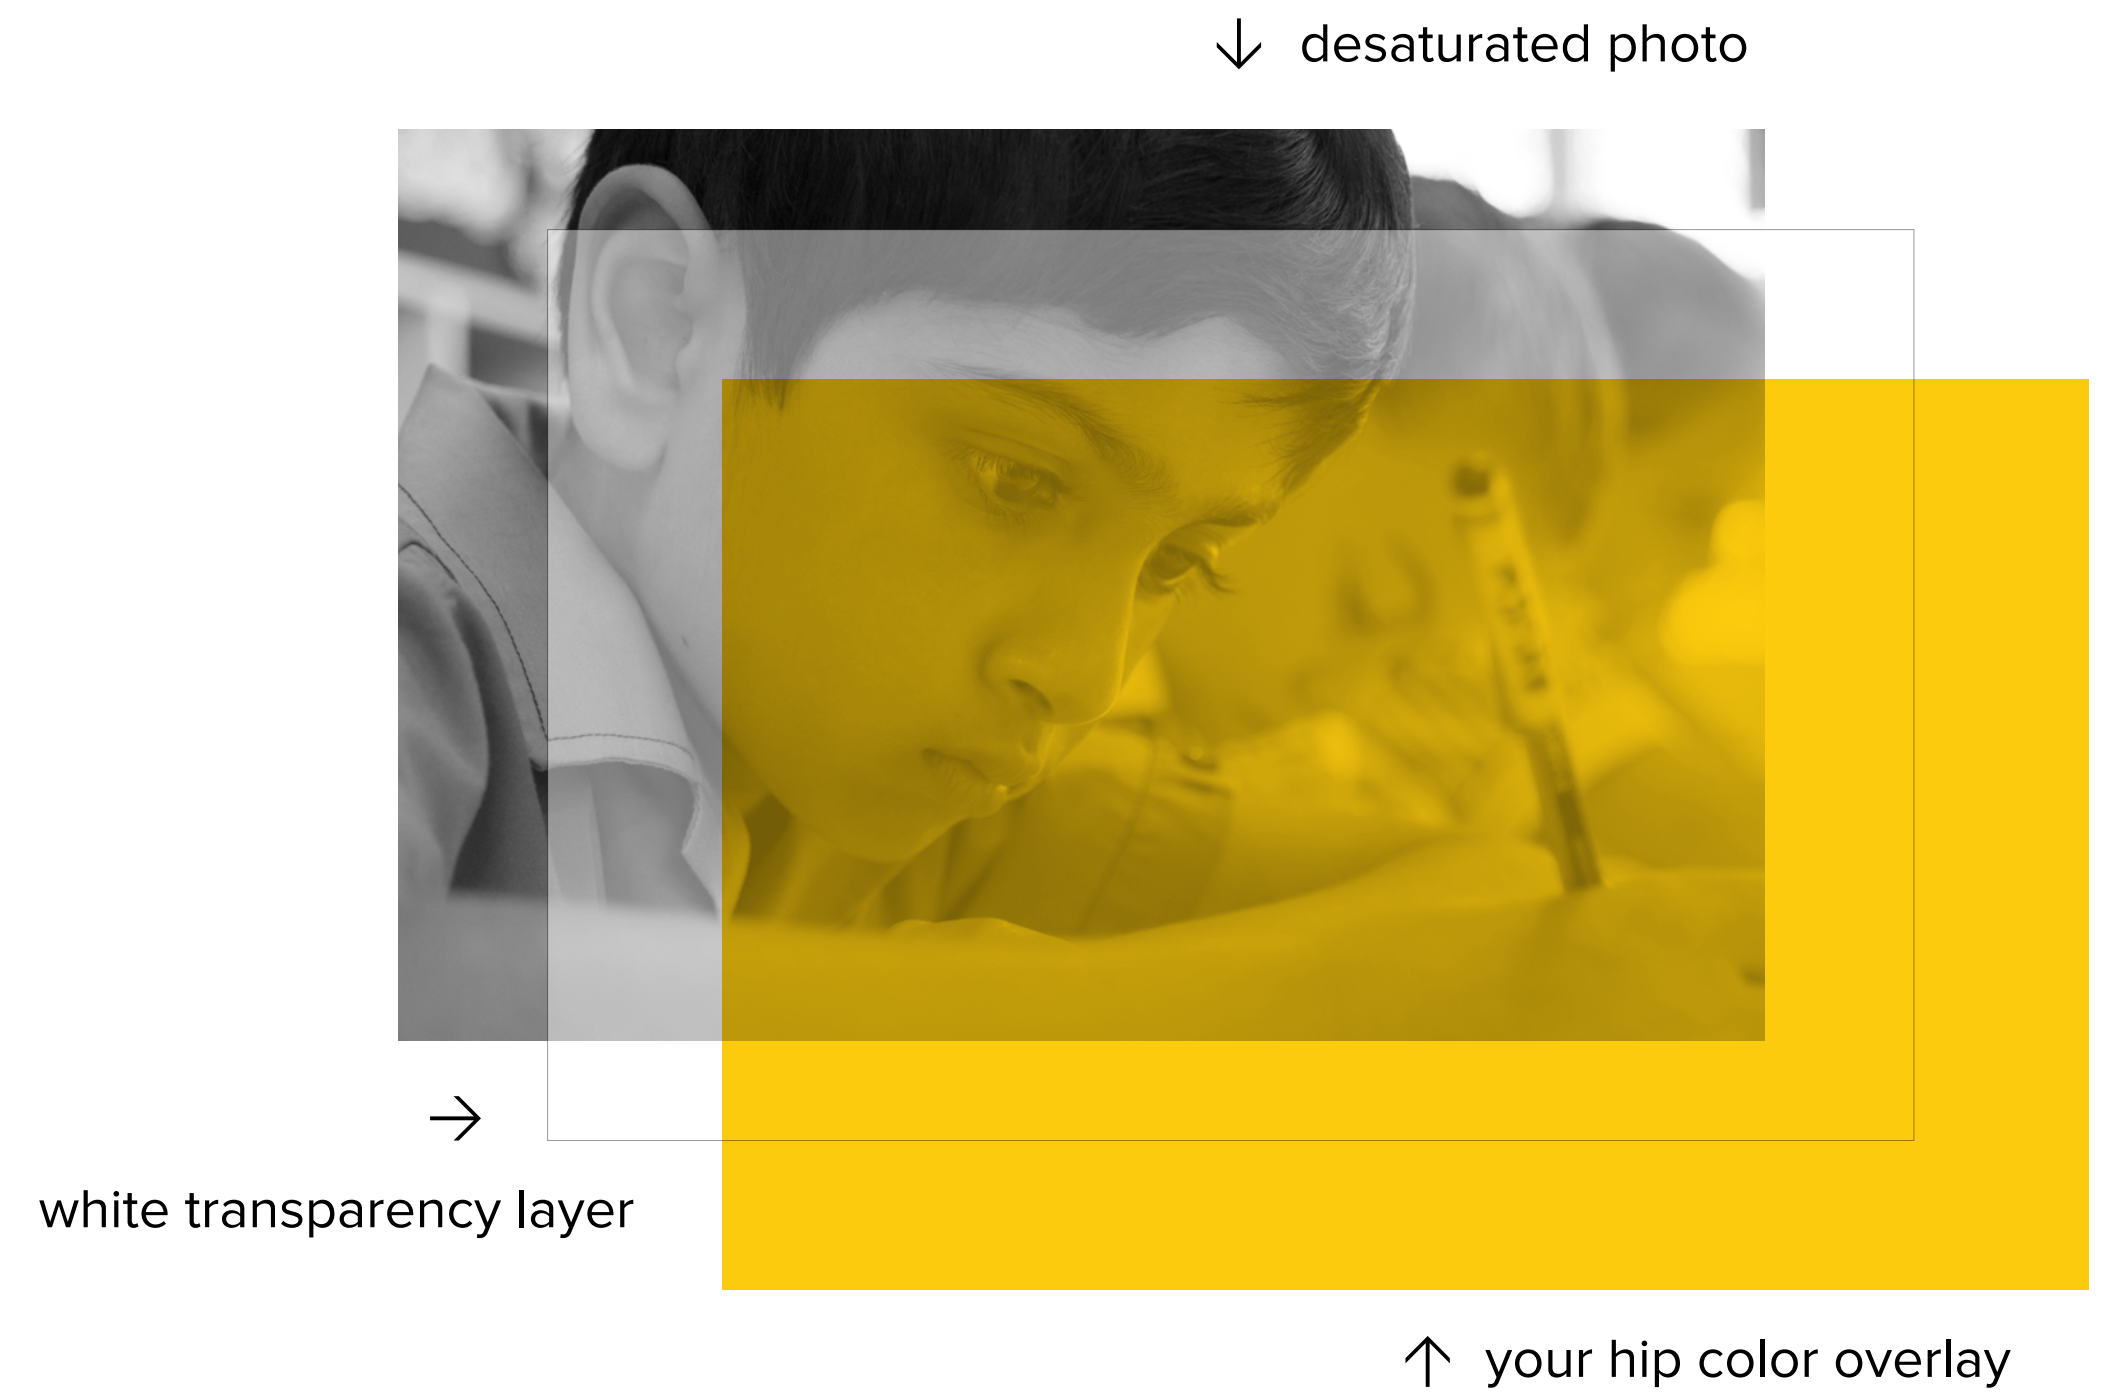 ↓ desaturated photo
→
white transparency layer
↑ your hip color overlay